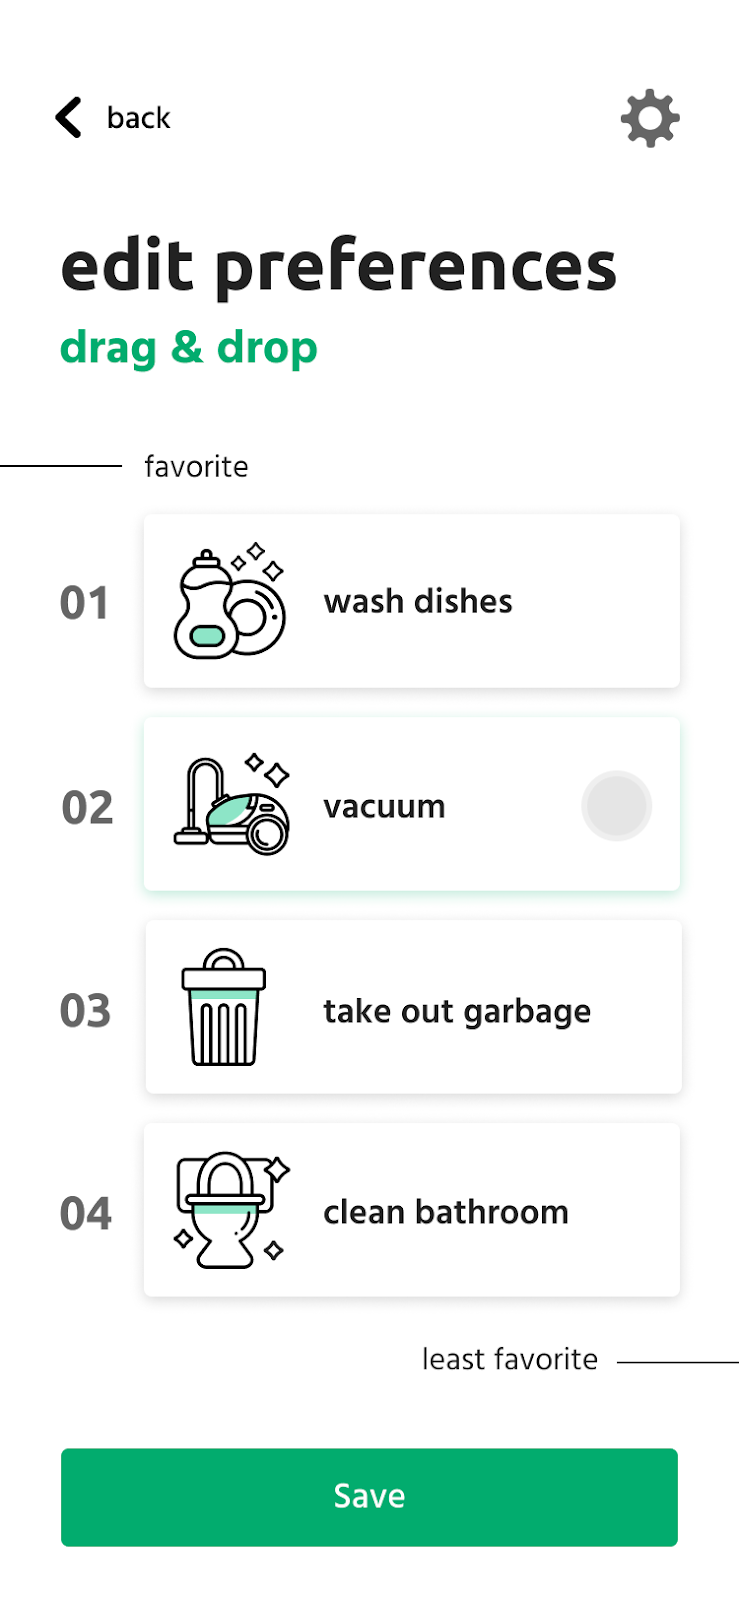 back
edit preferences
drag & drop
favorite
01
wash dishes
02
vacuum
03
take out garbage
04
clean bathroom
least favorite
Save